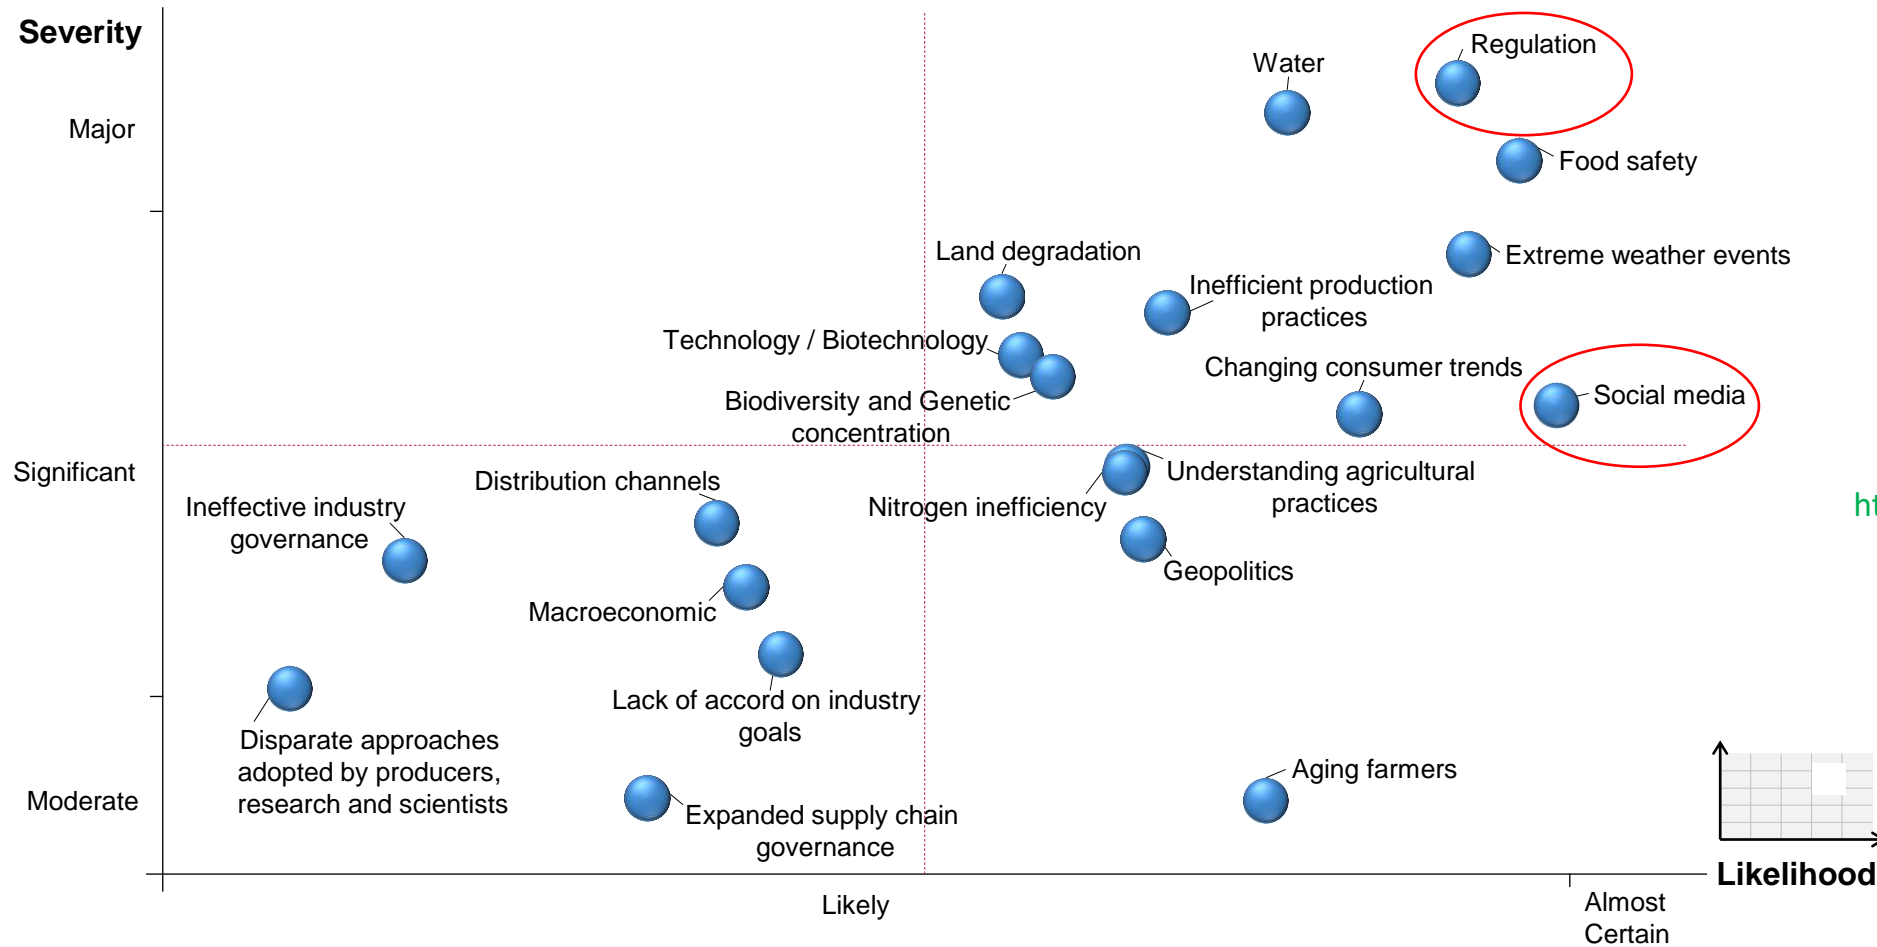 Severity
Regulation
Water
Major
Food safety
Land degradation
Extreme weather events
Inefficient production
practices
Technology / Biotechnology
Changing consumer trends
Social media
Biodiversity and Genetic
concentration
Significant
Distribution channels
Understanding agricultural
practices
Ineffective industry
governance
Nitrogen inefficiency
ht
Geopolitics
Macroeconomic
Lack of accord on industry
goals
Disparate approaches
adopted by producers,
research and scientists
Aging farmers
Moderate
Expanded supply chain
governance
Likelihood
Likely
Almost
Certain